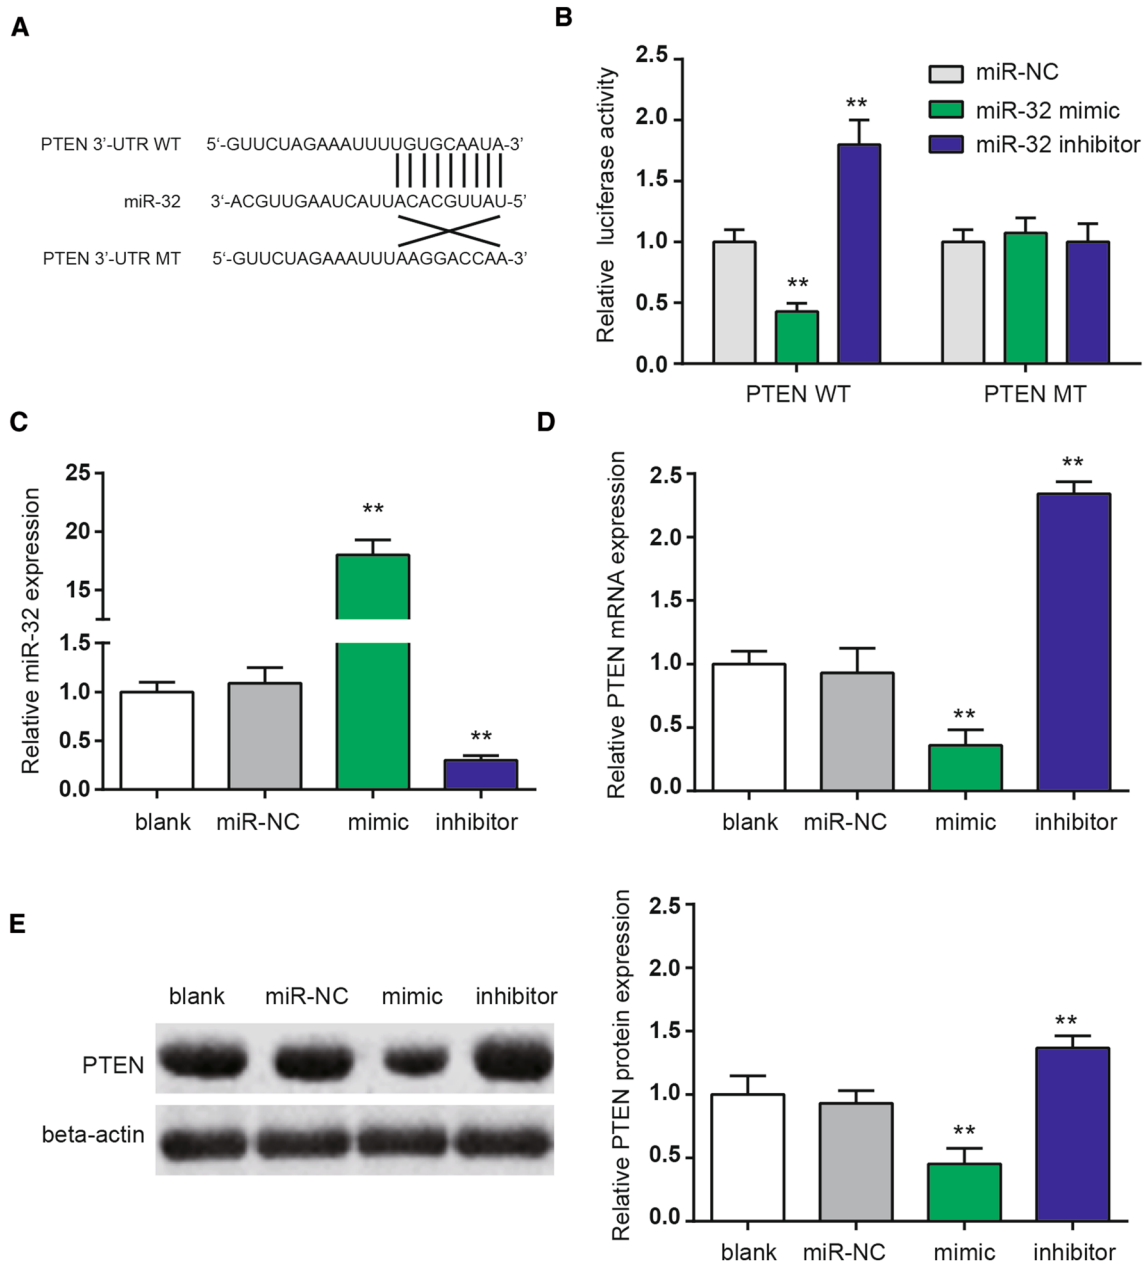 A
PTEN 3’-UTR WT 5‘-GUUCUAGAAAUUUUGUGCAAUA-3’
miR-32 3‘-ACGUUGAAUCAUUACACGUUAU-5’
PTEN 3’-UTR MT 5‘-GUUCUAGAAAUUUAAGGACCAA-3’
B
Relative luciferase activity
2.5
2.0
1.5
1.0
0.5
0.0
**
**
miR-NC
miR-32 mimic
miR-32 inhibitor
PTEN WT PTEN MT
C
Relative miR-32 expression
25
20
15
1.5
1.0
0.5
0.0
**
**
blank miR-NC mimic inhibitor
D
Relative PTEN mRNA expression
2.5
2.0
1.5
1.0
0.5
0.0
**
**
blank miR-NC mimic inhibitor
E
blank miR-NC mimic inhibitor
PTEN
beta-actin
Relative PTEN protein expression
2.5
2.0
1.5
1.0
0.5
0.0
**
**
blank miR-NC mimic inhibitor